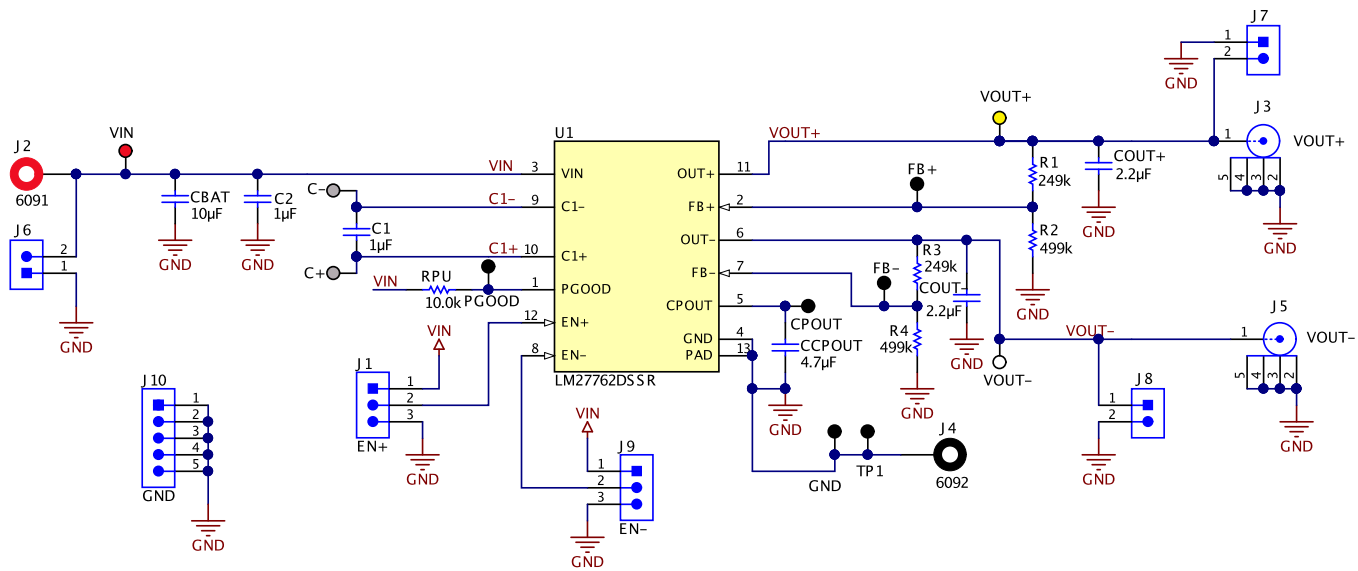 J7
1
2
GND
VOUT+
J3
1
VOUT+
5
4
3
2
GND
J2
6091
VIN
VIN
3
U1
VIN
C1-
C1+
PGOOD
EN+
EN-
OUT+
FB+
OUT-
FB-
CPOUT
GND
PAD
LM27762DSSR
VOUT+
11
2
6
7
5
4
13
FB+
R1
249k
COUT+
2.2µF
GND
R2
499k
GND
J6
2
1
GND
CBAT
10µF
GND
C2
1µF
GND
C-
C1-
9
C1
1µF
C+
C1+
10
VIN
RPU
10.0k
PGOOD
1
12
8
R3
249k
FB-
COUT-
2.2µF
GND
R4
499k
GND
CPOUT
CCPOUT
4.7µF
GND
VOUT-
VOUT-
1
J5
VOUT-
5
4
3
2
GND
J8
1
2
GND
VIN
J1
1
2
3
EN+
GND
J10
1
2
3
4
5
GND
GND
VIN
J9
1
2
3
EN-
GND
GND
TP1
J4
6092